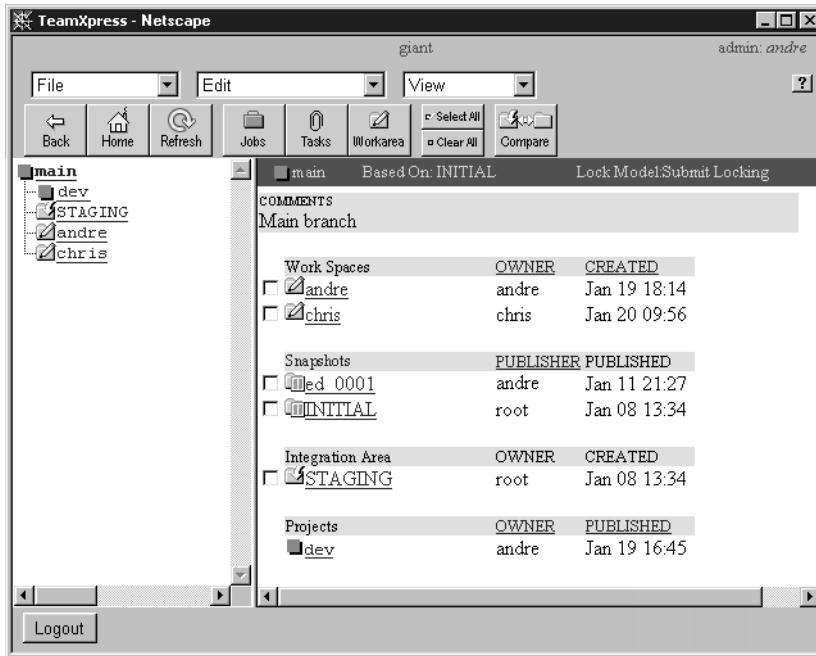 TeamXpress - Netscape
giant admin: andre
File Edit View ?
Back Home Refresh Jobs Tasks Workarea Select All Clear All Compare
main
dev
STAGING
andre
chris
main Based On: INITIAL Lock Model:Submit Locking
COMMENTS
Main branch
Work Spaces OWNER CREATED
andre andre Jan 19 18:14
chris chris Jan 20 09:56
Snapshots PUBLISHER PUBLISHED
ed_0001 andre Jan 11 21:27
INITIAL root Jan 08 13:34
Integration Area OWNER CREATED
STAGING root Jan 08 13:34
Projects OWNER PUBLISHED
dev andre Jan 19 16:45
Logout